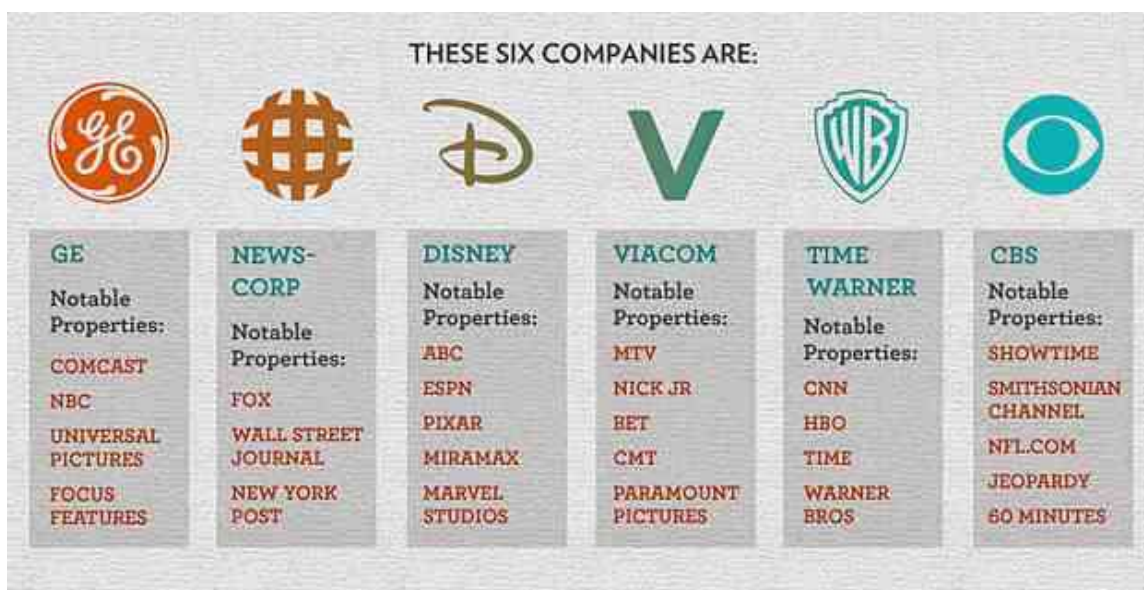 THESE SIX COMPANIES ARE:
GE
WB
GE
Notable
Properties:
COMCAST
NBC
UNIVERSAL
PICTURES
FOCUS
FEATURES
NEWS-
CORP
Notable
Properties:
FOX
WALL STREET
JOURNAL
NEW YORK
POST
DISNEY
Notable
Properties:
ABC
ESPN
PIXAR
MIRAMAX
MARVEL
STUDIOS
VIACOM
Notable
Properties:
MTV
NICK JR
BET
CMT
PARAMOUNT
PICTURES
TIME
WARNER
Notable
Properties:
CNN
HBO
TIME
WARNER
BROS
CBS
Notable
Properties:
SHOWTIME
SMITHSONIAN
CHANNEL
NFL.COM
JEOPARDY
60 MINUTES